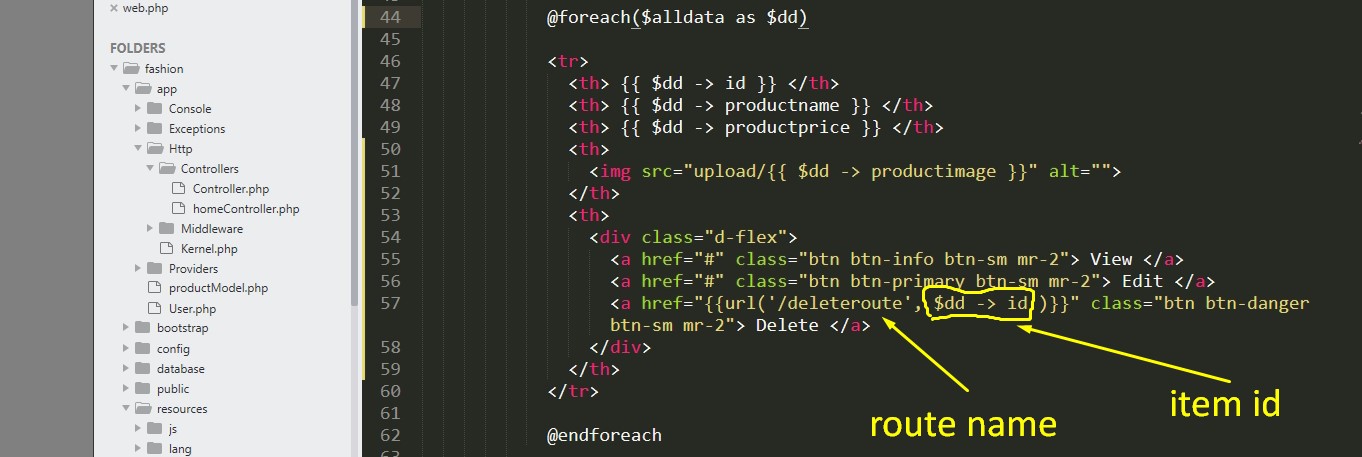 × web.php
FOLDERS
fashion
app
Console
Exceptions
Http
Controllers
Controller.php
homeController.php
Middleware
Kernel.php
Providers
productModel.php
User.php
bootstrap
config
database
public
resources
js
lang
44 @foreach($alldata as $dd)
45
46 <tr>
47 <th> {{ $dd -> id }} </th>
48 <th> {{ $dd -> productname }} </th>
49 <th> {{ $dd -> productprice }} </th>
50 <th>
51 <img src="upload/{{ $dd -> productimage }}" alt="">
52 </th>
53 <th>
54 <div class="d-flex">
55 <a href="#" class="btn btn-info btn-sm mr-2"> View </a>
56 <a href="#" class="btn btn-primary btn-sm mr-2"> Edit </a>
57 <a href="{{url('/deleteroute', $dd -> id )}}" class="btn btn-danger
btn-sm mr-2"> Delete </a>
58 </div>
59 </th>
60 </tr>
61
62 @endforeach
route name
item id